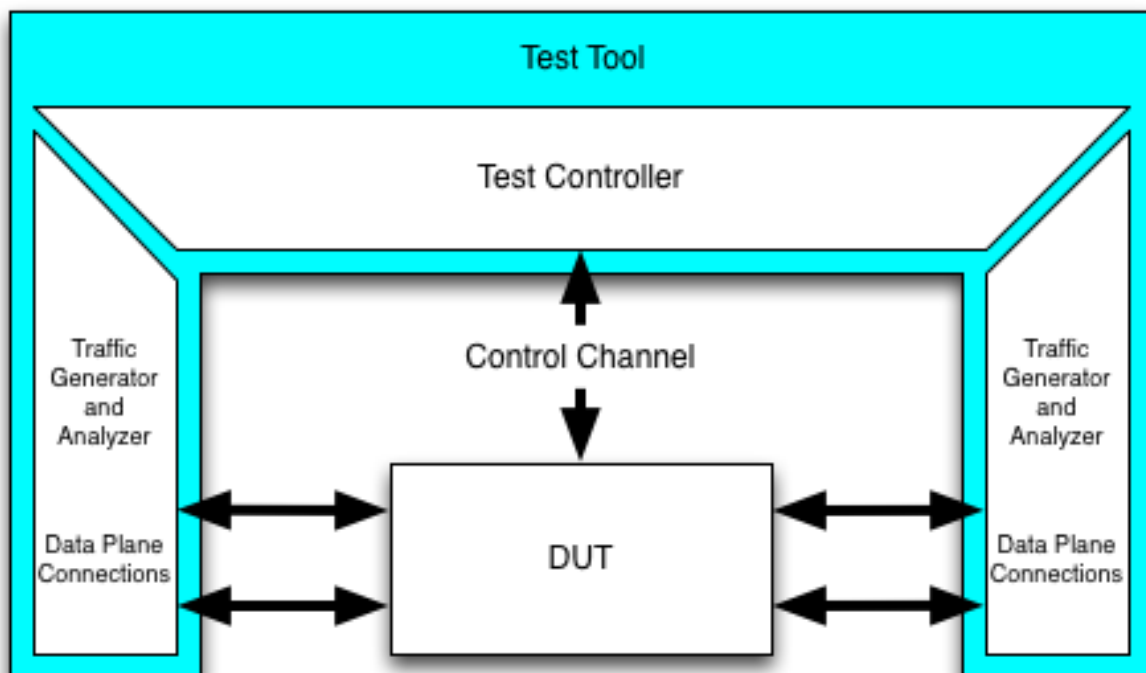 Test Tool
Test Controller
Control Channel
Traffic
Generator
and
Analyzer
Data Plane
Connections
DUT
Traffic
Generator
and
Analyzer
Data Plane
Connections